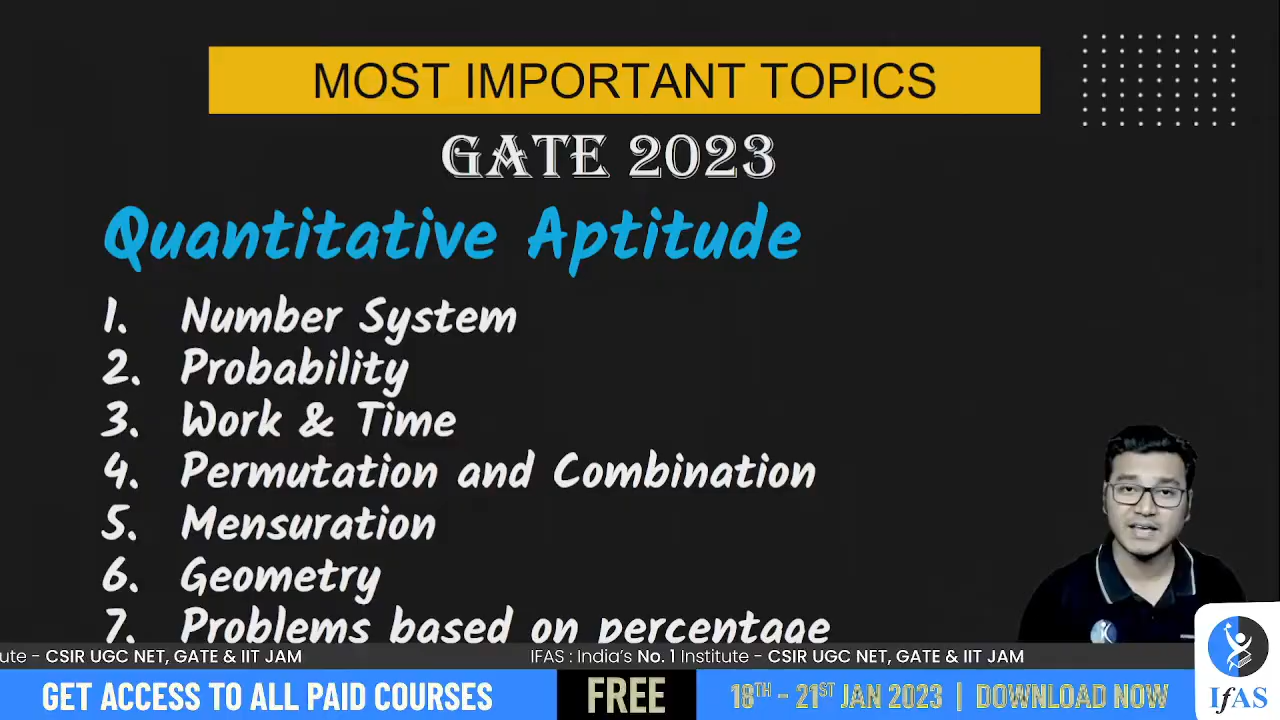 MOST IMPORTANT TOPICS
GATE 2023
Quantitative Aptitude
1. Number System
2. Probability
3. Work & Time
4. Permutation and Combination
5. Mensuration
6. Geometry
7. Problems based on percentage
ute - CSIR UGC NET, GATE & IIT JAM IFAS : India's No. 1 Institute - CSIR UGC NET, GATE & IIT JAM
GET ACCESS TO ALL PAID COURSES FREE 18TH - 21ST JAN 2023 | DOWNLOAD NOW
IfAS